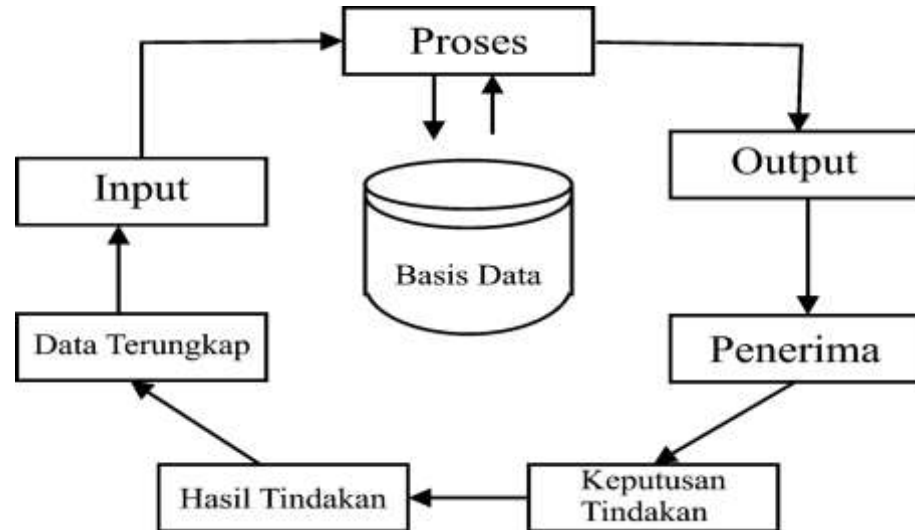 Proses
Output
Input
Basis Data
Penerima
Data Terungkap
Keputusan
Tindakan
Hasil Tindakan